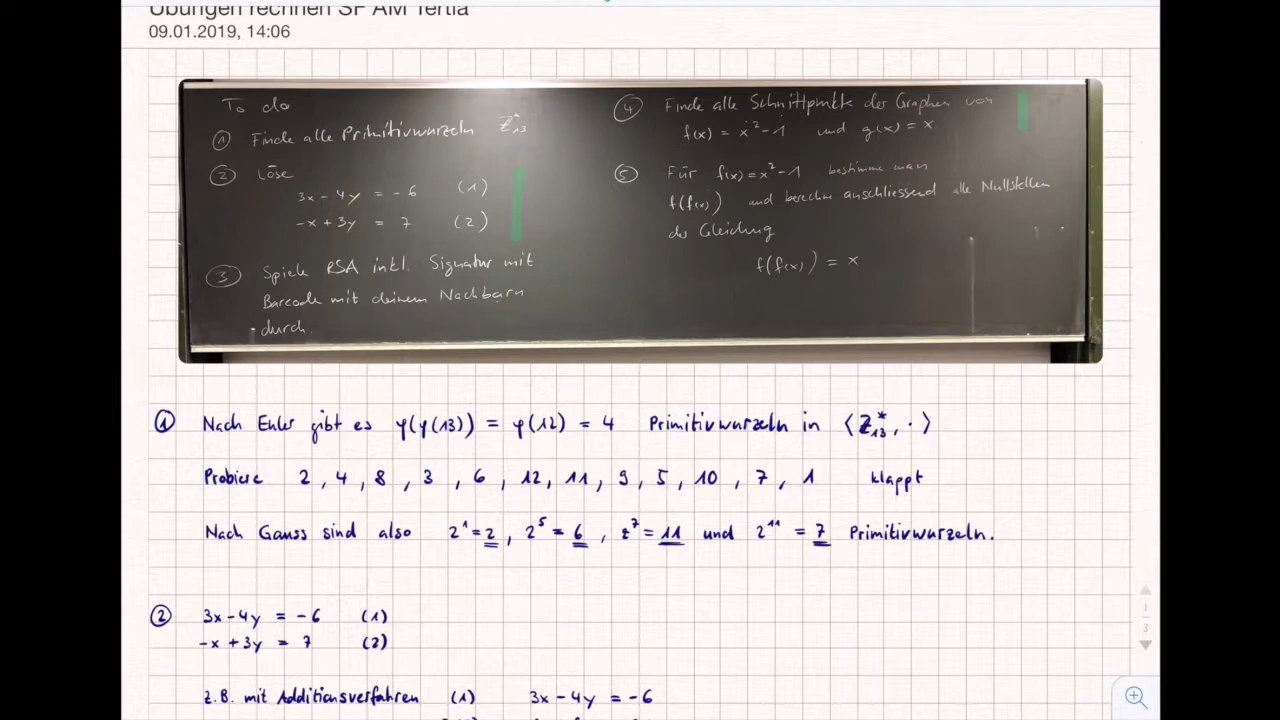 Übungen rechnen SF AM Tertia
09.01.2019, 14:06
To do
① Finde alle Primitivwurzeln Z*₁₃
② Löse
3x - 4y = -6 (1)
-x + 3y = 7 (2)
③ Spiele RSA inkl. Signatur mit
Barcode mit deinem Nachbarn
durch.
④ Finde alle Schnittpunkte der Graphen von
f(x) = x² - 1 und g(x) = x
⑤ Für f(x) = x² - 1 bestimme man
f(f(x)) und berechne anschliessend alle Nullstellen
der Gleichung
f(f(x)) = x
① Nach Euler gibt es φ(φ(13)) = φ(12) = 4 Primitivwurzeln in ⟨Z*₁₃, ·⟩
Probiere 2, 4, 8, 3, 6, 12, 11, 9, 5, 10, 7, 1 klappt
Nach Gauss sind also 2¹ = 2, 2⁵ = 6, 2⁷ = 11 und 2¹¹ = 7 Primitivwurzeln.
② 3x - 4y = -6 (1)
-x + 3y = 7 (2)
z.B. mit Additionsverfahren (1) 3x - 4y = -6
1
3